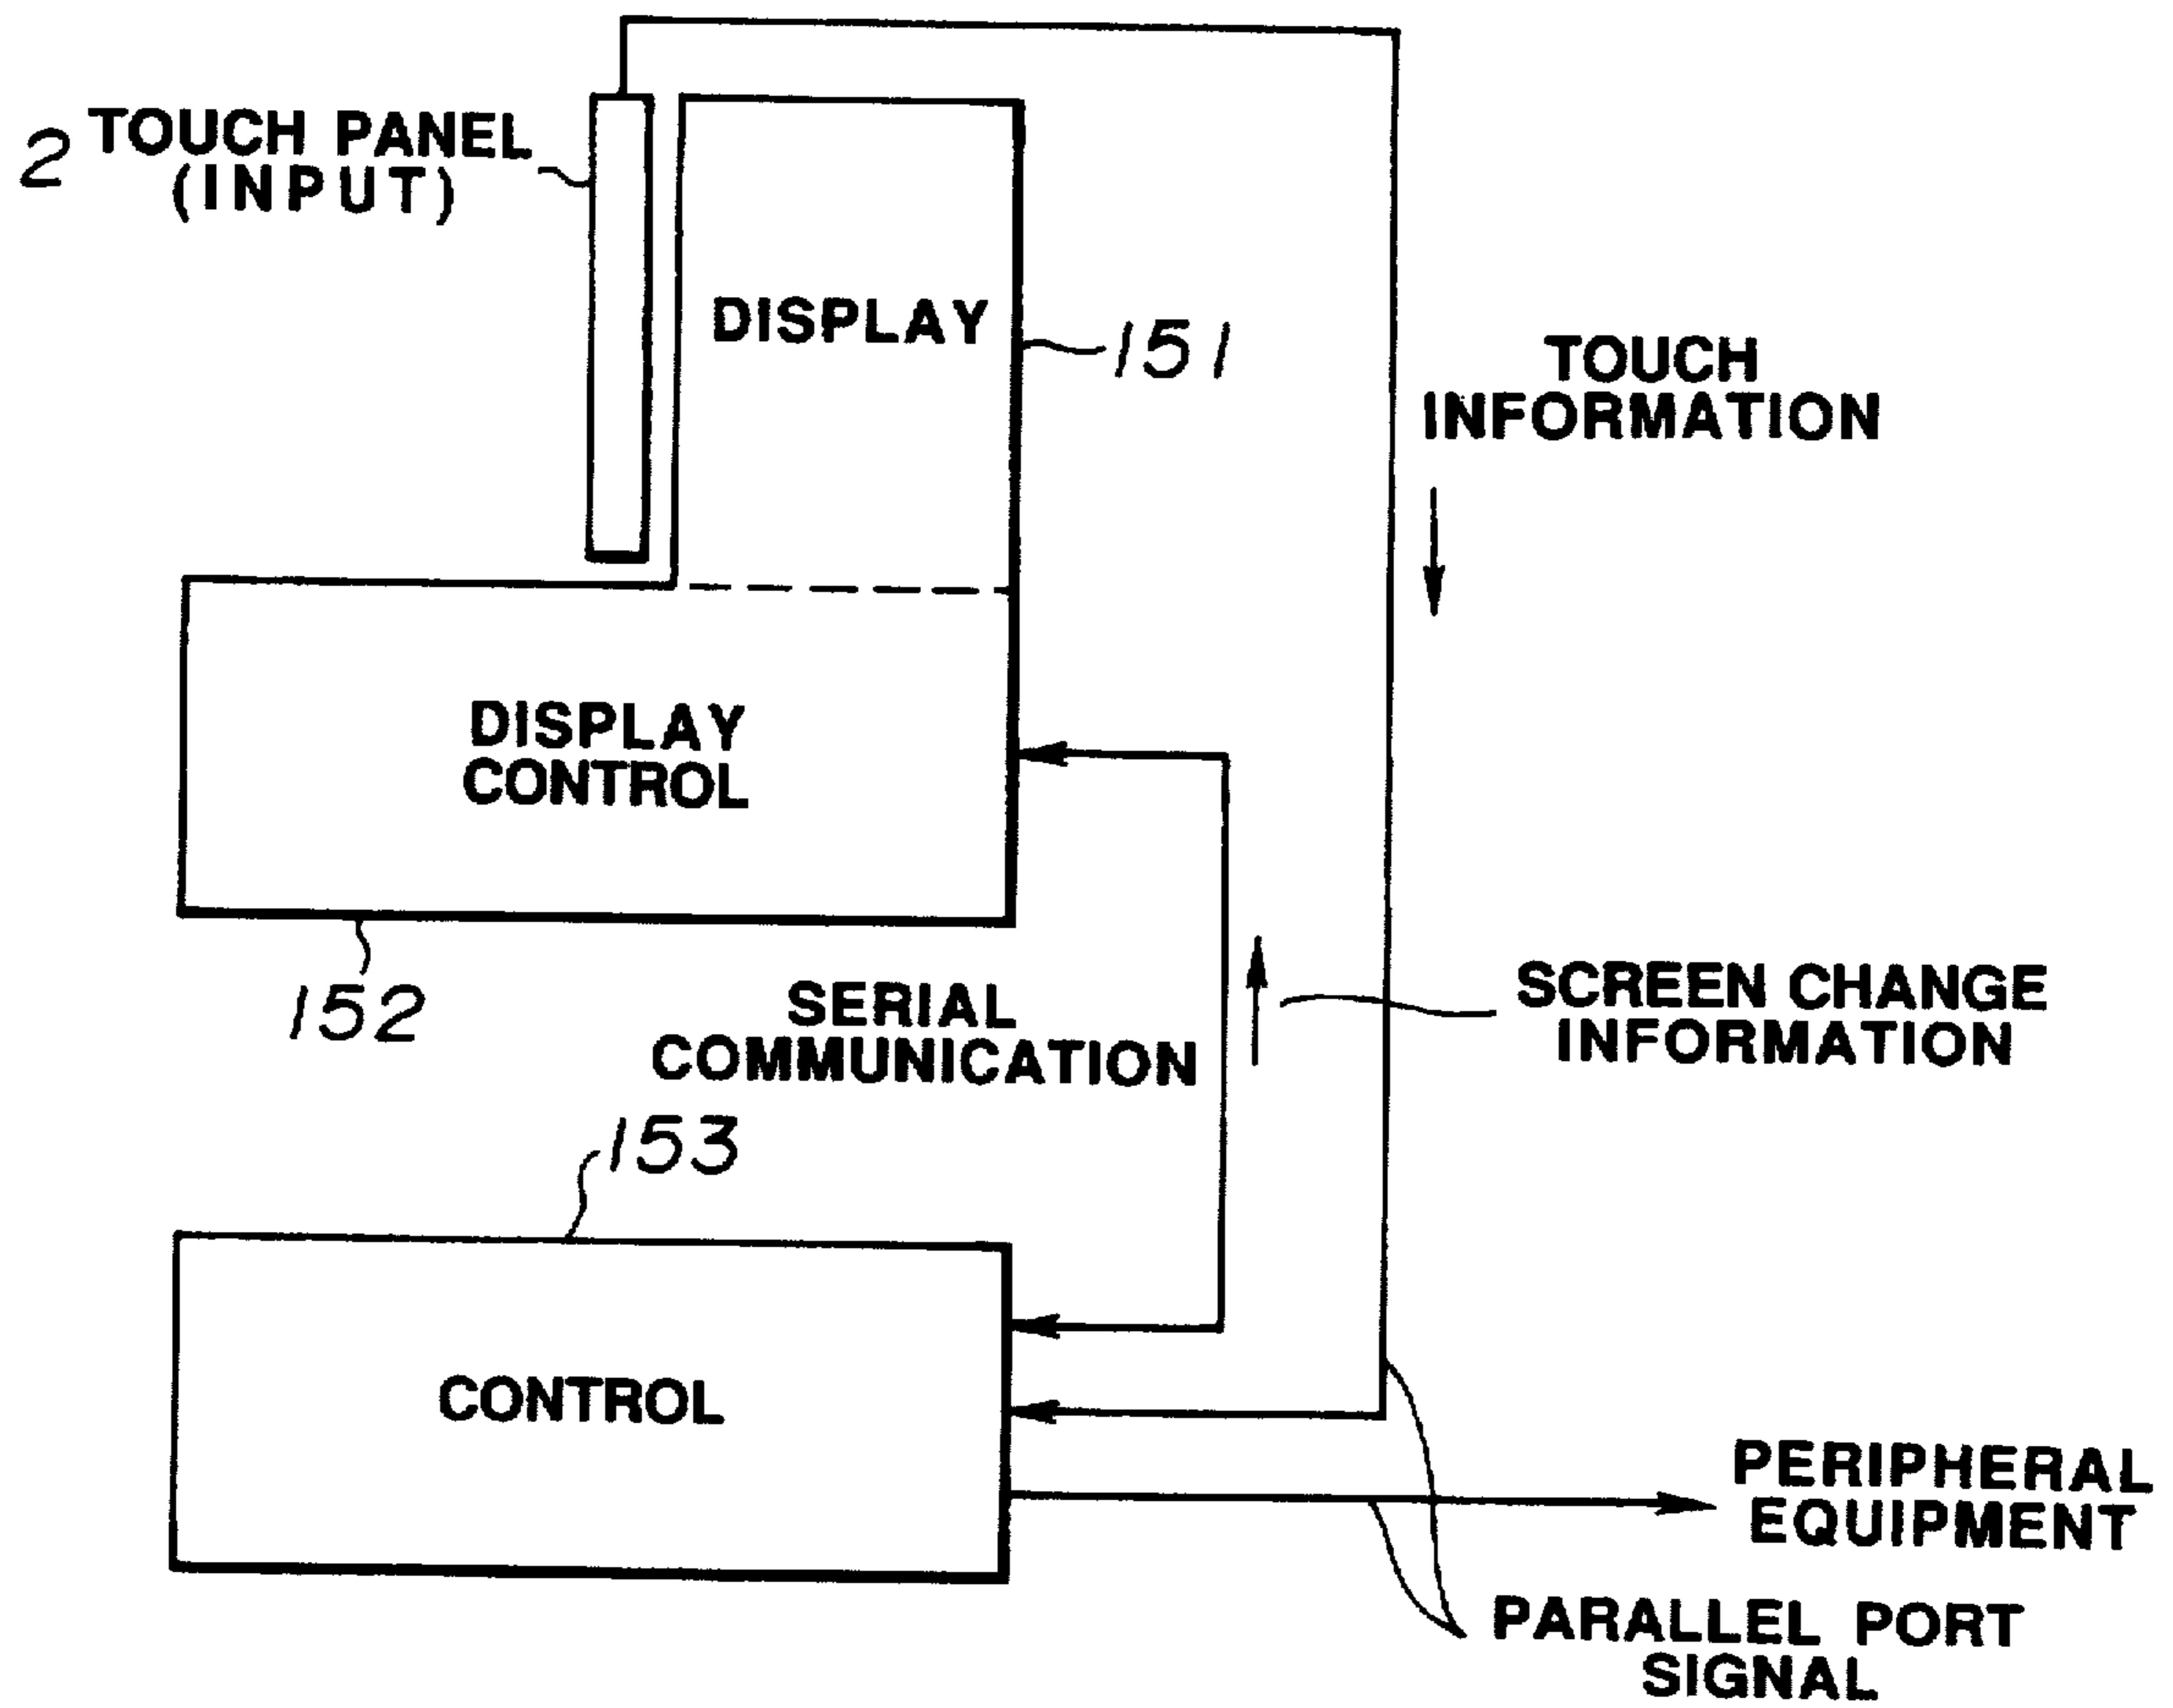 2 TOUCH PANEL
(INPUT)
DISPLAY
151
TOUCH
INFORMATION
DISPLAY
CONTROL
152
SERIAL
COMMUNICATION
SCREEN CHANGE
INFORMATION
153
CONTROL
PERIPHERAL
EQUIPMENT
PARALLEL PORT
SIGNAL